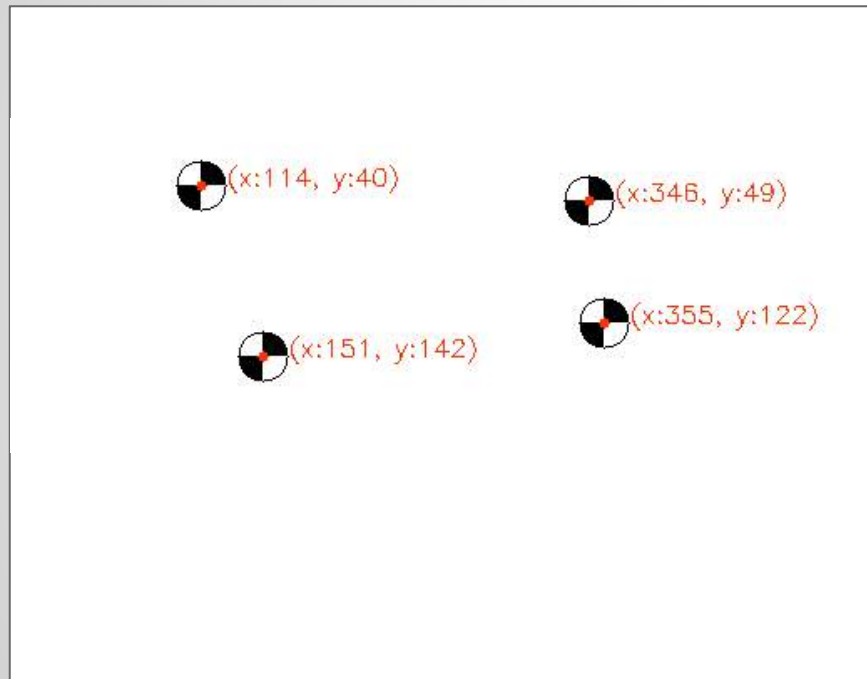 (x:114, y:40)
(x:346, y:49)
(x:355, y:122)
(x:151, y:142)